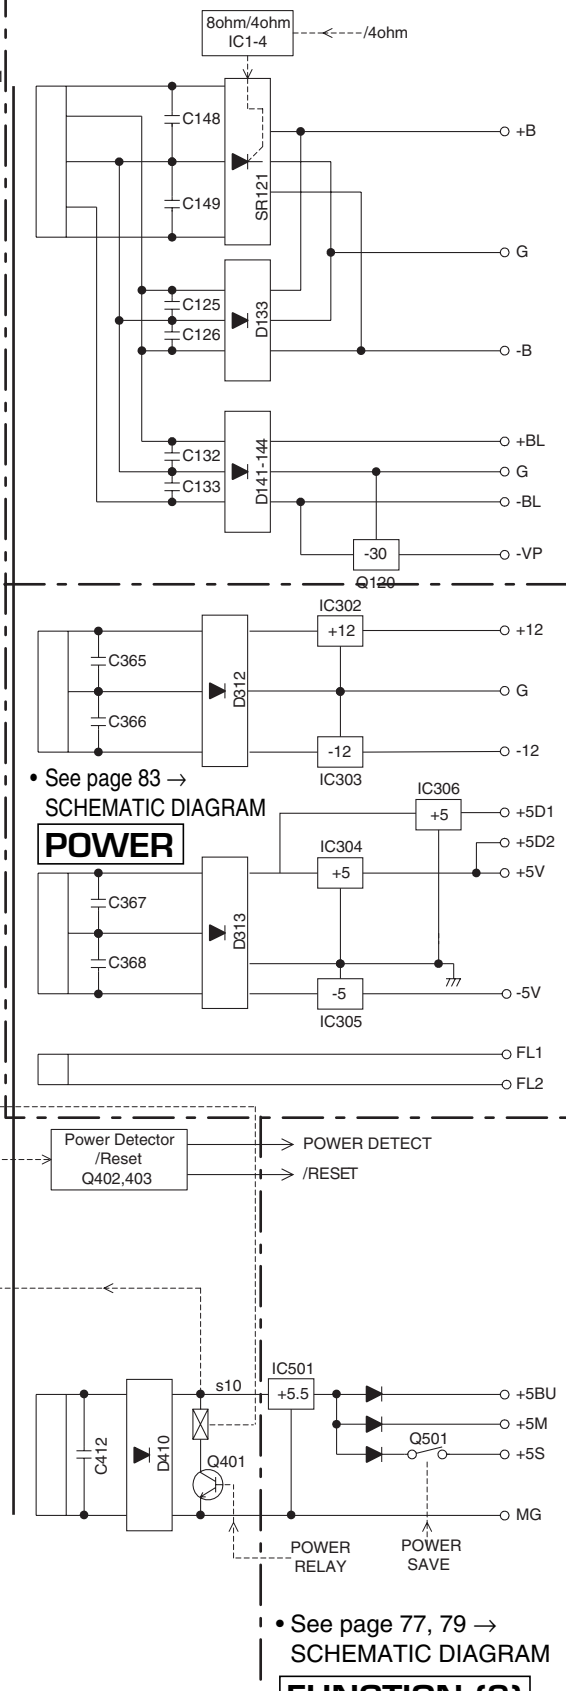 8ohm/4ohm
IC1-4
/4ohm
C148
+B
C149
SR121
G
C125
D133
C126
-B
C132
D141-144
+BL
G
C133
-BL
-30
-VP
Q120
IC302
+12
+12
C365
D312
G
C366
-12
-12
IC303
• See page 83 →
SCHEMATIC DIAGRAM
POWER
IC306
+5
+5D1
+5D2
IC304
+5
+5V
C367
D313
C368
-5
-5V
IC305
FL1
FL2
Power Detector
/Reset
Q402,403
POWER DETECT
/RESET
IC501
s10
+5.5
+5BU
+5M
Q501
+5S
C412
D410
Q401
MG
POWER
RELAY
POWER
SAVE
• See page 77, 79 →
SCHEMATIC DIAGRAM